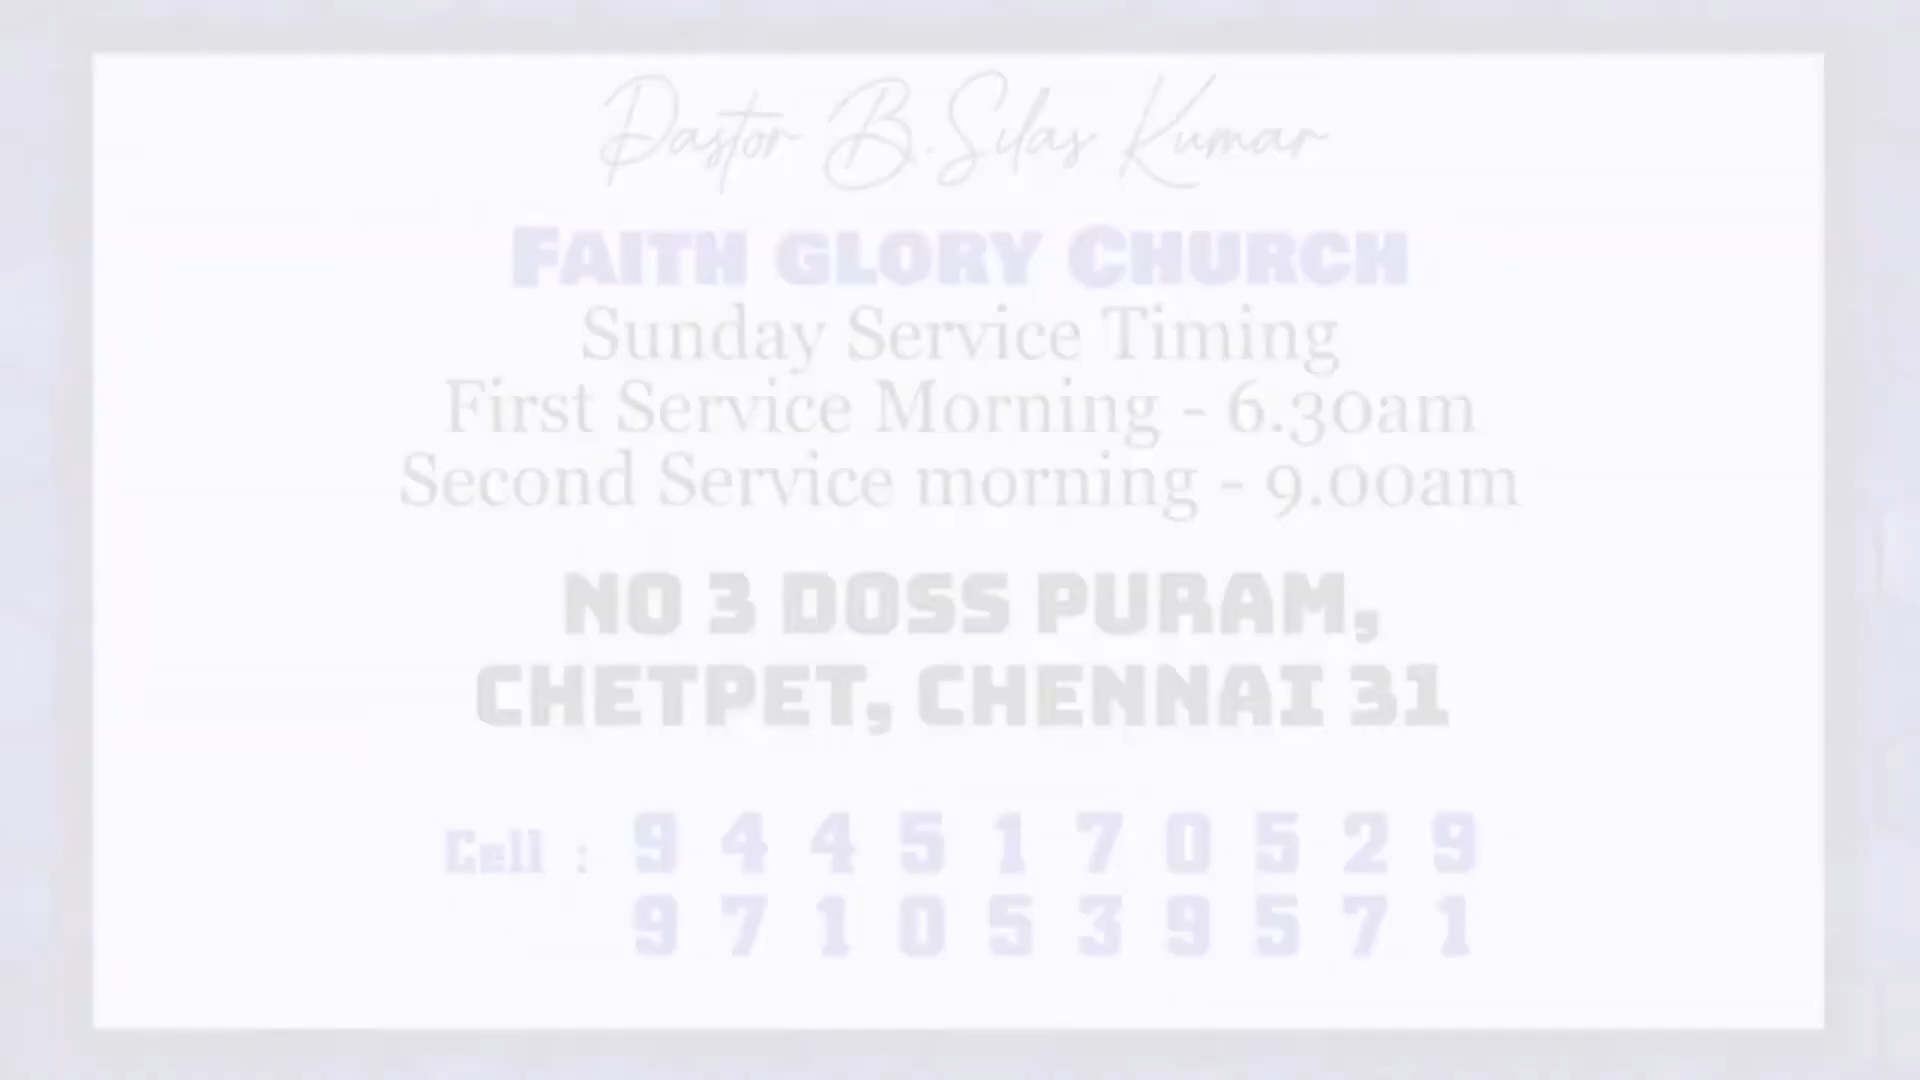 Pastor B.Silas Kumar
Faith glory Church
Sunday Service Timing
First Service Morning - 6.30am
Second Service morning - 9.00am
NO 3 DOSS PURAM,
CHETPET, CHENNAI 31
Cell : 9 4 4 5 1 7 0 5 2 9
9 7 1 0 5 3 9 5 7 1